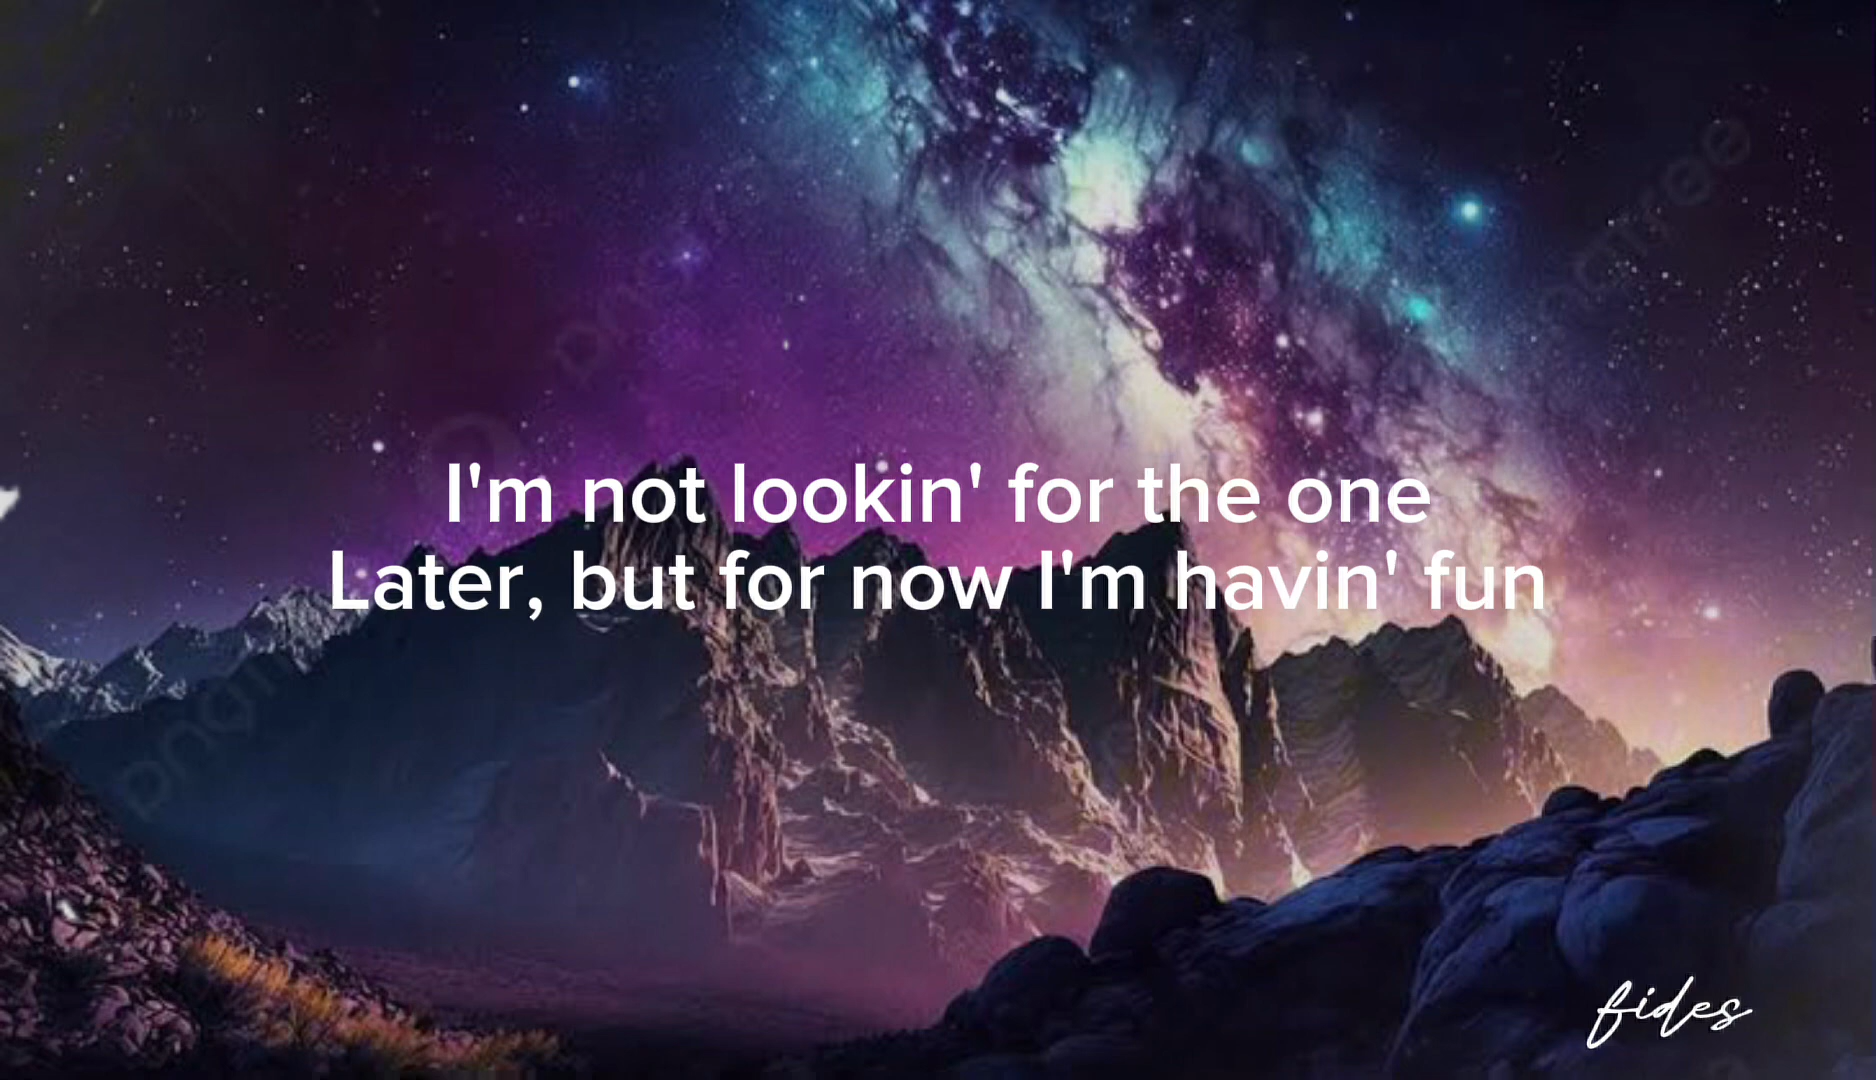 I'm not lookin' for the one
Later, but for now I'm havin' fun
fides